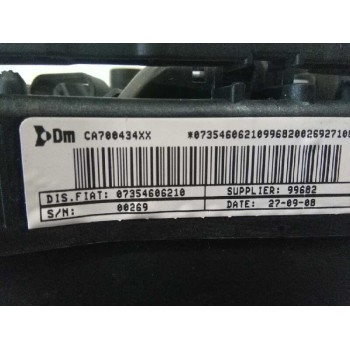 Dm CA700434XX *07354606210996820026927108
DIS.FIAT: 07354606210 SUPPLIER: 99682
S/N: 00269 DATE: 27-09-08